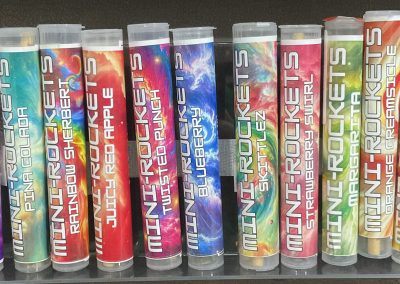 MINI-ROCKETS
PINA COLADA
MINI-ROCKETS
RAINBOW SHERBERT
MINI-ROCKETS
JUICY RED APPLE
MINI-ROCKETS
TWISTED PUNCH
MINI-ROCKETS
BLUEBERRY
MINI-ROCKETS
SKITTLEZ
MINI-ROCKETS
STRAWBERRY SWIRL
MINI-ROCKETS
MARGARITA
MINI-ROCKETS
ORANGE CREAMSICLE